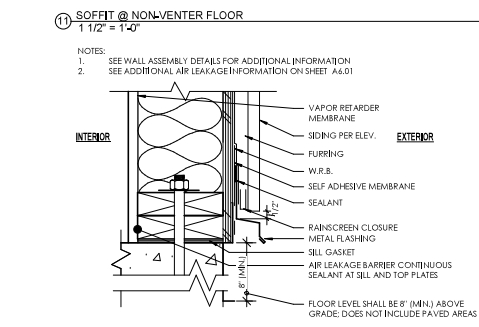 11 SOFFIT @ NON-VENTER FLOOR
1 1/2" = 1'-0"
NOTES:
1. SEE WALL ASSEMBLY DETAILS FOR ADDITIONAL INFORMATION
2. SEE ADDITIONAL AIR LEAKAGE INFORMATION ON SHEET A6.01
VAPOR RETARDER
MEMBRANE
INTERIOR
SIDING PER ELEV.
EXTERIOR
FURRING
W.R.B.
SELF ADHESIVE MEMBRANE
SEALANT
1/2"
RAINSCREEN CLOSURE
METAL FLASHING
SILL GASKET
8" (MIN.)
AIR LEAKAGE BARRIER CONTINUOUS
SEALANT AT SILL AND TOP PLATES
FLOOR LEVEL SHALL BE 8" (MIN.) ABOVE
GRADE; DOES NOT INCLUDE PAVED AREAS